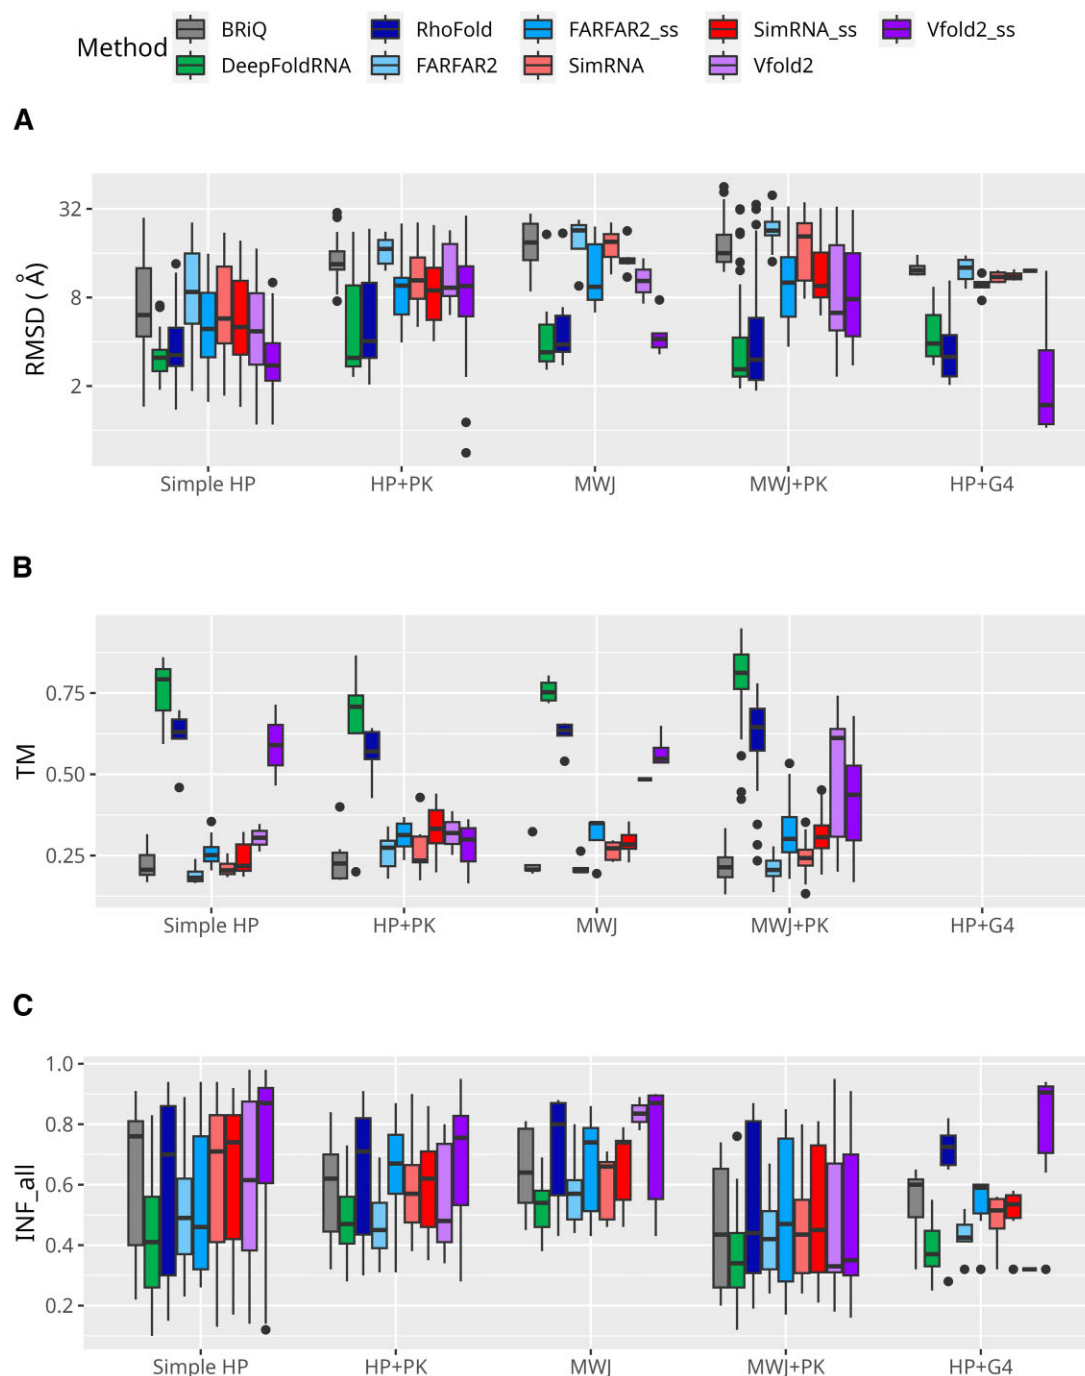 Method
BRiQ RhoFold FARFAR2_ss SimRNA_ss Vfold2_ss
DeepFoldRNA FARFAR2 SimRNA Vfold2
A
RMSD ( Å)
32
8
2
Simple HP HP+PK MWJ MWJ+PK HP+G4
B
TM
0.75
0.50
0.25
Simple HP HP+PK MWJ MWJ+PK HP+G4
C
INF_all
1.0
0.8
0.6
0.4
0.2
Simple HP HP+PK MWJ MWJ+PK HP+G4